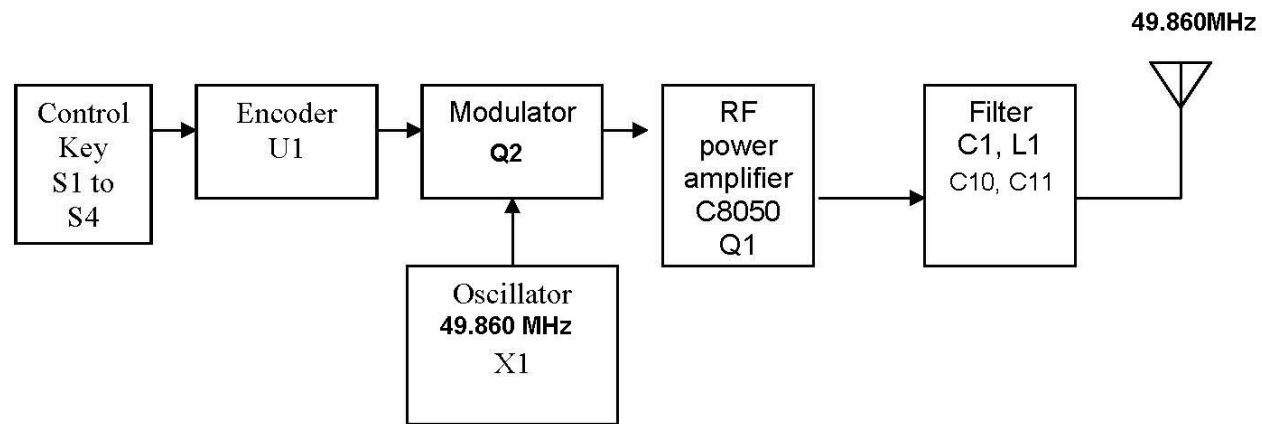 49.860MHz
Control
Key
S1 to
S4
Encoder
U1
Modulator
Q2
RF
power
amplifier
C8050
Q1
Filter
C1, L1
C10, C11
Oscillator
49.860 MHz
X1